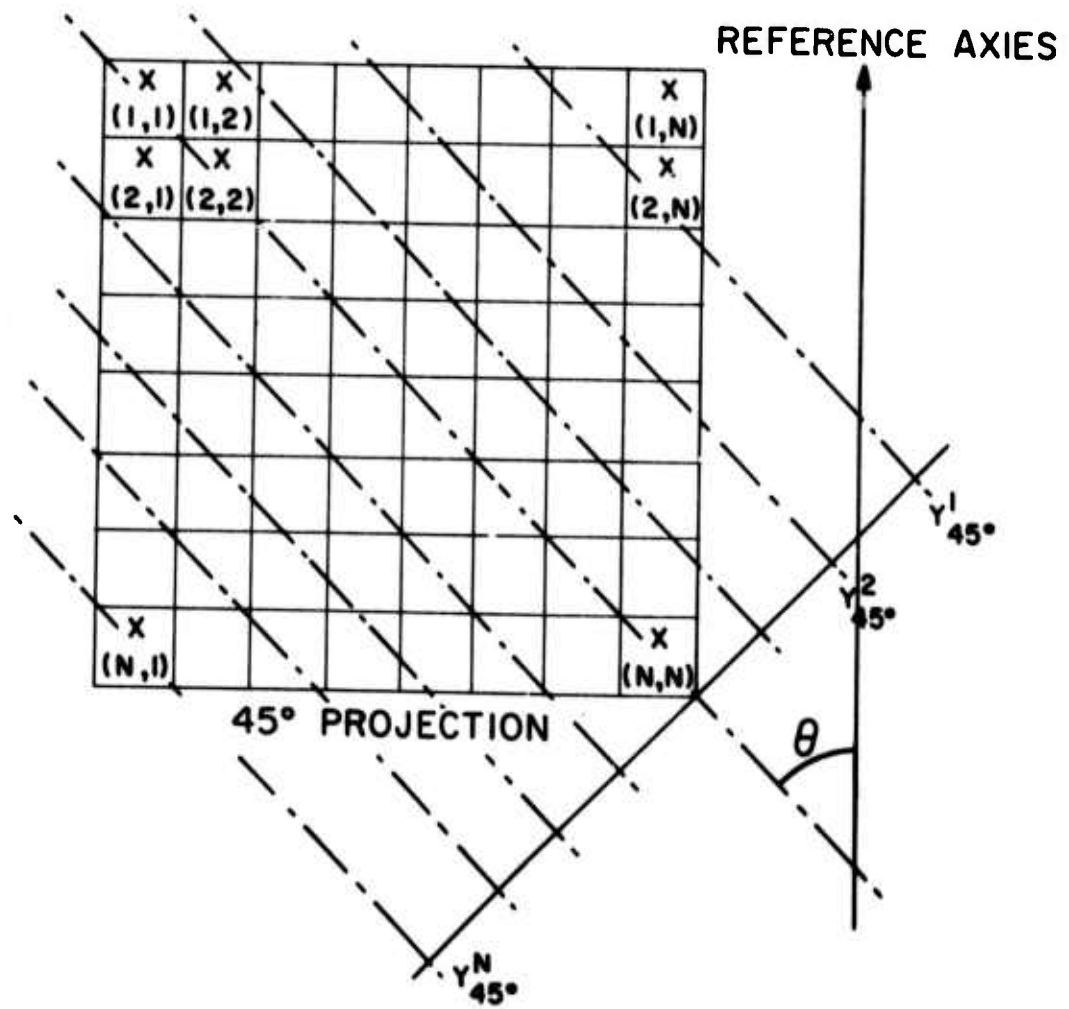 REFERENCE AXIES
X X X
(1,1) (1,2) (1,N)
X X X
(2,1) (2,2) (2,N)
Y¹45°
Y²45°
X X
(N,1) (N,N)
45° PROJECTION
θ
Yᴺ45°